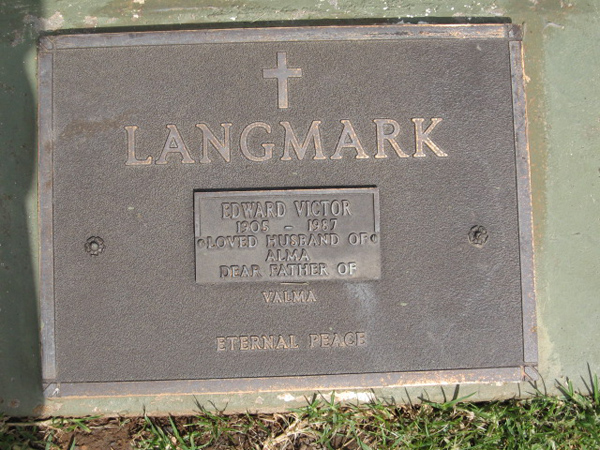 LANGMARK
EDWARD VICTOR
1905 - 1987
LOVED HUSBAND OF
ALMA
DEAR FATHER OF
VALMA
ETERNAL PEACE